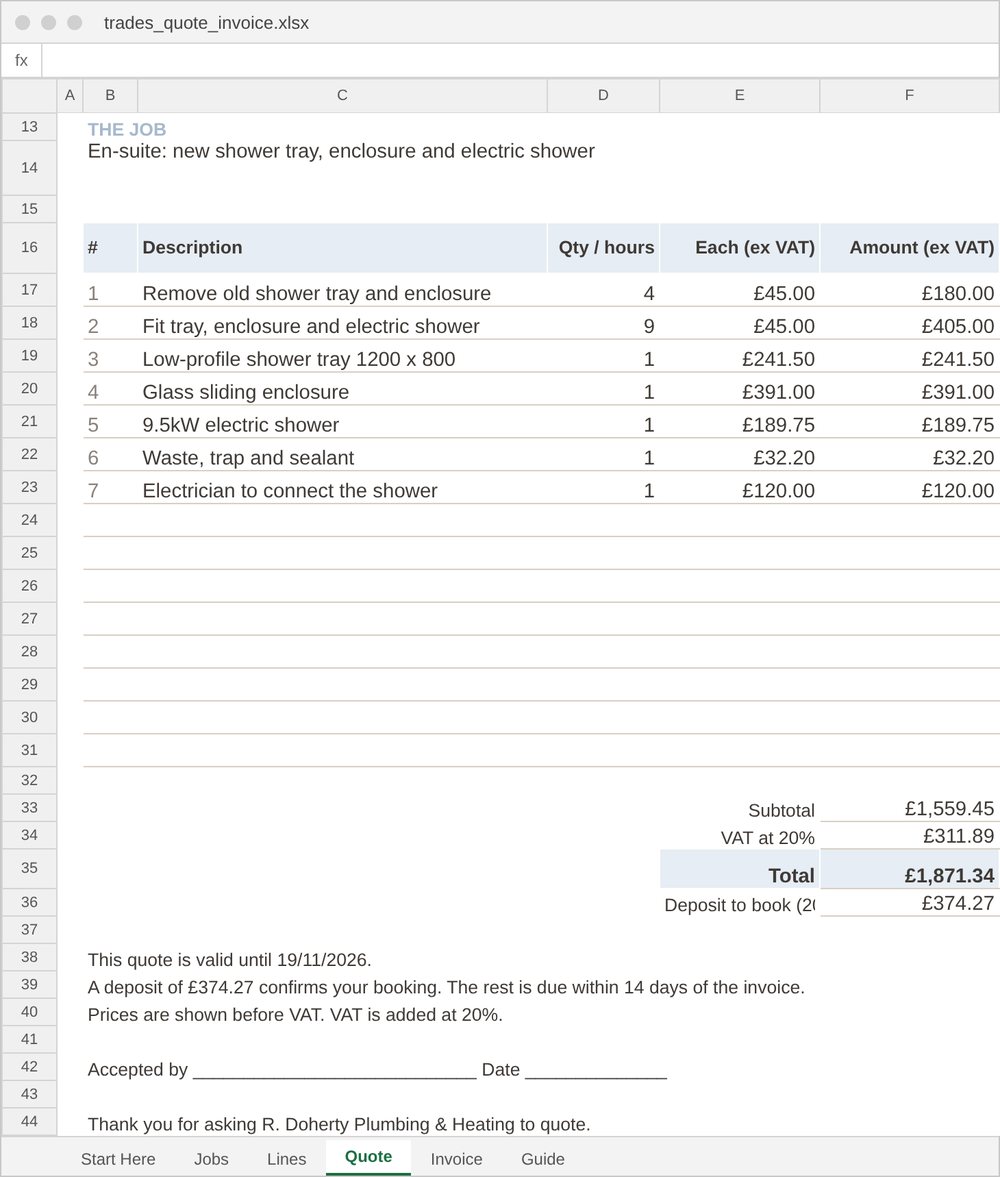 trades_quote_invoice.xlsx
fx
A B C D E F
13 THE JOB
14 En-suite: new shower tray, enclosure and electric shower
15
16 # Description Qty / hours Each (ex VAT) Amount (ex VAT)
17 1 Remove old shower tray and enclosure 4 £45.00 £180.00
18 2 Fit tray, enclosure and electric shower 9 £45.00 £405.00
19 3 Low-profile shower tray 1200 x 800 1 £241.50 £241.50
20 4 Glass sliding enclosure 1 £391.00 £391.00
21 5 9.5kW electric shower 1 £189.75 £189.75
22 6 Waste, trap and sealant 1 £32.20 £32.20
23 7 Electrician to connect the shower 1 £120.00 £120.00
24
25
26
27
28
29
30
31
32
33 Subtotal £1,559.45
34 VAT at 20% £311.89
35 Total £1,871.34
36 Deposit to book (20 £374.27
37
38 This quote is valid until 19/11/2026.
39 A deposit of £374.27 confirms your booking. The rest is due within 14 days of the invoice.
40 Prices are shown before VAT. VAT is added at 20%.
41
42 Accepted by ____________________________ Date ______________
43
44 Thank you for asking R. Doherty Plumbing & Heating to quote.
Start Here Jobs Lines Quote Invoice Guide